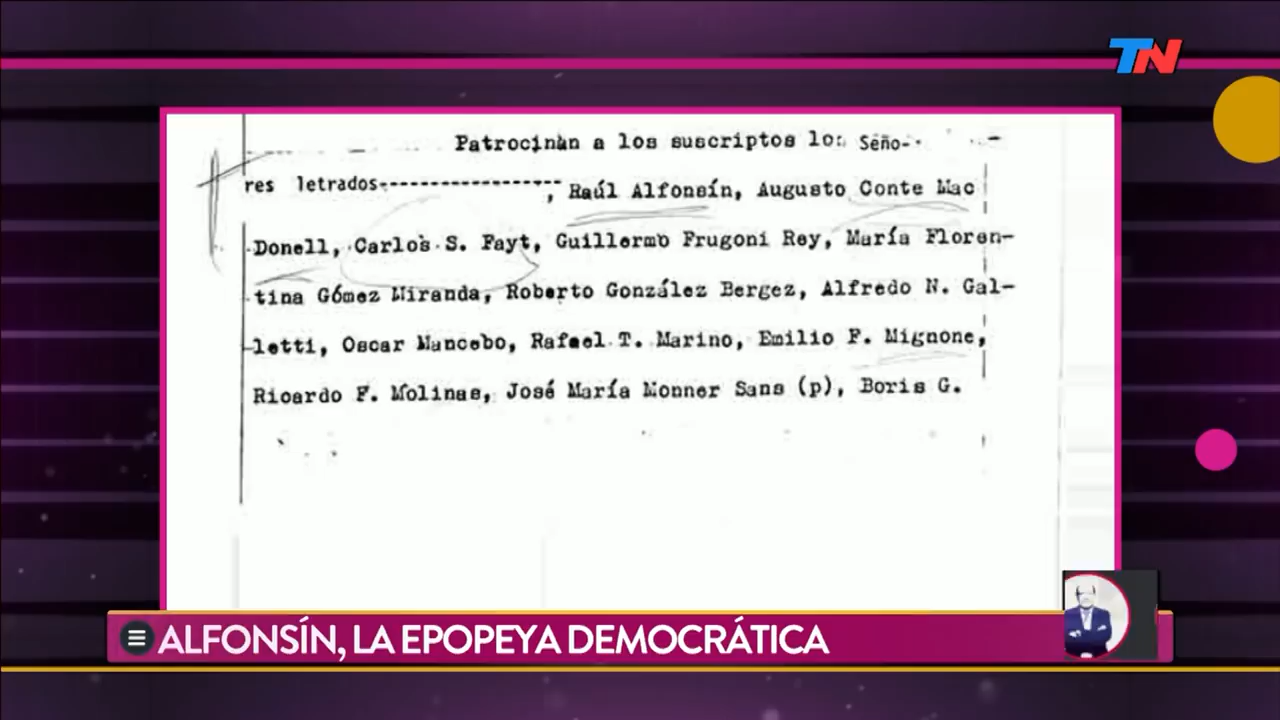 TN
Patrocinan a los suscriptos los Seño-
res letrados----------------, Raúl Alfonsín, Augusto Conte Mac
Donell, Carlos S. Fayt, Guillermo Frugoni Rey, María Floren-
tina Gómez Miranda, Roberto González Bergez, Alfredo N. Gal-
letti, Oscar Mancebo, Rafael T. Marino, Emilio F. Mignone,
Ricardo F. Molinas, José María Monner Sans (p), Boris G.
ALFONSÍN, LA EPOPEYA DEMOCRÁTICA